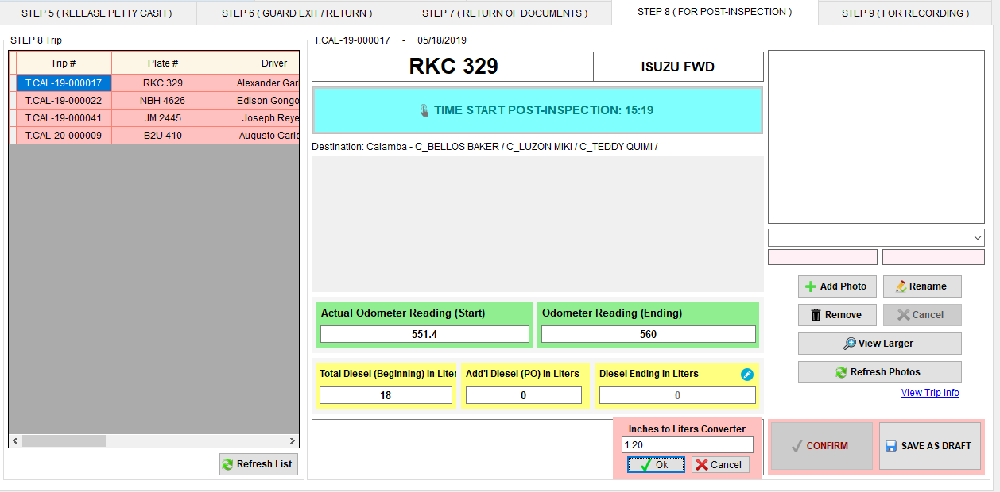 STEP 5 ( RELEASE PETTY CASH )
STEP 6 ( GUARD EXIT / RETURN )
STEP 7 ( RETURN OF DOCUMENTS )
STEP 8 ( FOR POST-INSPECTION )
STEP 9 ( FOR RECORDING )
STEP 8 Trip
Trip # Plate # Driver
T.CAL-19-000017 RKC 329 Alexander Gar
T.CAL-19-000022 NBH 4626 Edison Gongo
T.CAL-19-000041 JM 2445 Joseph Reye
T.CAL-20-000009 B2U 410 Augusto Carlo
Refresh List
T.CAL-19-000017 - 05/18/2019
RKC 329
ISUZU FWD
TIME START POST-INSPECTION: 15:19
Destination: Calamba - C_BELLOS BAKER / C_LUZON MIKI / C_TEDDY QUIMI /
Actual Odometer Reading (Start)
551.4
Odometer Reading (Ending)
560
Total Diesel (Beginning) in Liter
18
Add'l Diesel (PO) in Liters
0
Diesel Ending in Liters
0
Inches to Liters Converter
1.20
Ok
Cancel
Add Photo
Rename
Remove
Cancel
View Larger
Refresh Photos
View Trip Info
CONFIRM
SAVE AS DRAFT